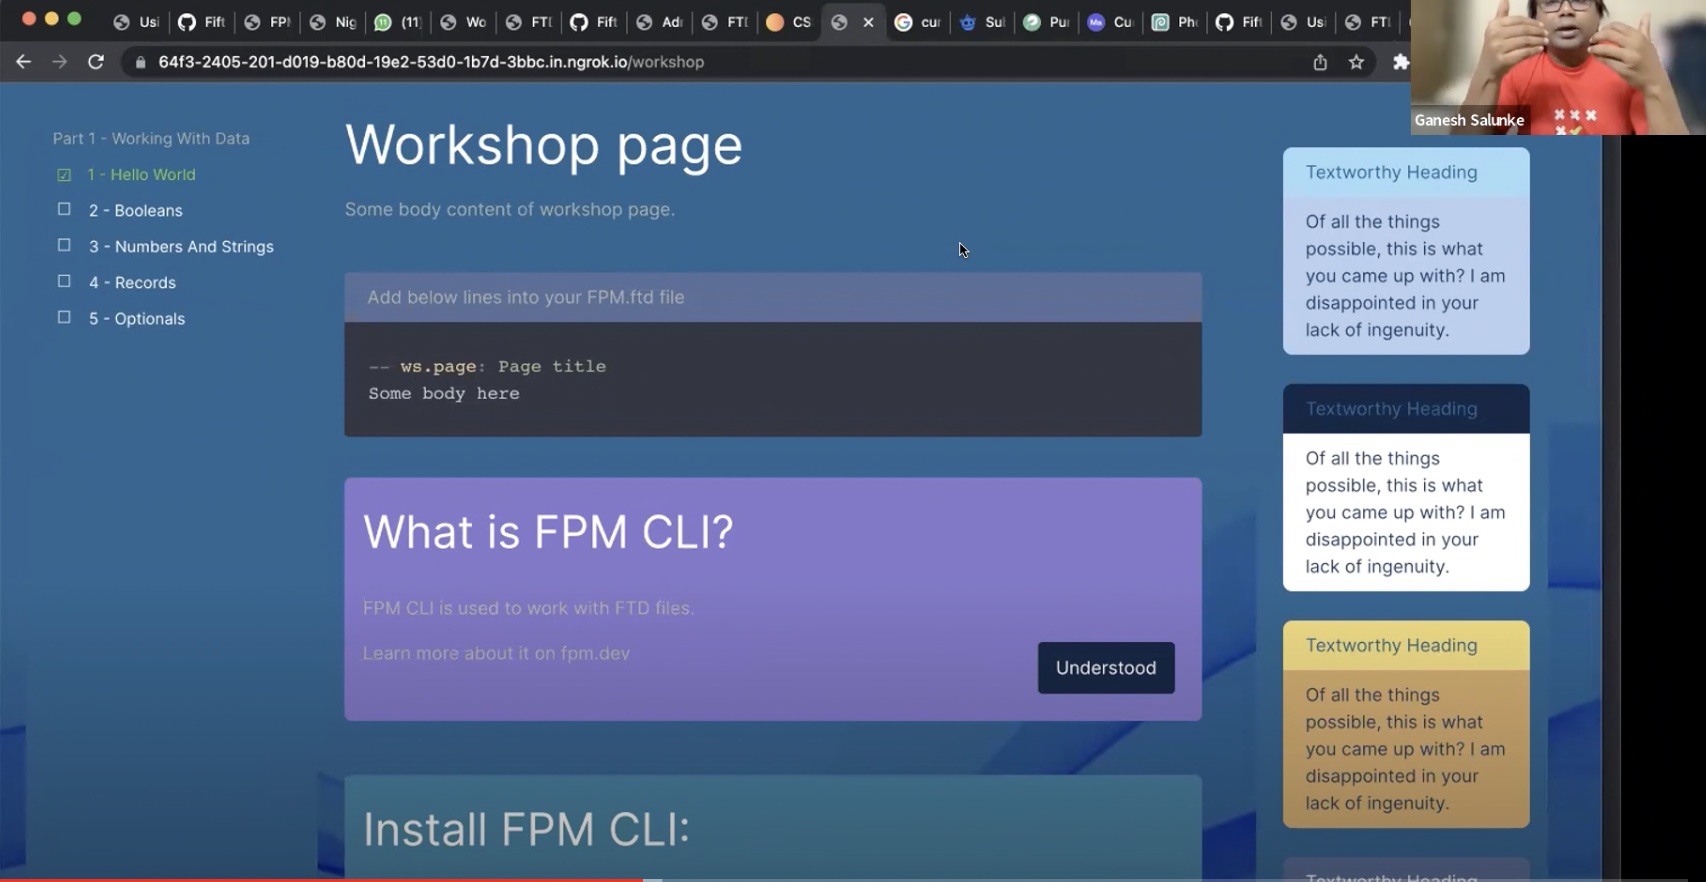 Usi
Fift
FPI
Nig
(11)
Wo
FTI
Fift
Adr
FTI
CS
cur
Sul
Pur
Cu
Pho
Fift
Usi
FTI
64f3-2405-201-d019-b80d-19e2-53d0-1b7d-3bbc.in.ngrok.io/workshop
Ganesh Salunke
Part 1 - Working With Data
1 - Hello World
2 - Booleans
3 - Numbers And Strings
4 - Records
5 - Optionals
Workshop page
Some body content of workshop page.
Add below lines into your FPM.ftd file
-- ws.page: Page title
Some body here
What is FPM CLI?
FPM CLI is used to work with FTD files.
Learn more about it on fpm.dev
Understood
Install FPM CLI:
Textworthy Heading
Of all the things
possible, this is what
you came up with? I am
disappointed in your
lack of ingenuity.
Textworthy Heading
Of all the things
possible, this is what
you came up with? I am
disappointed in your
lack of ingenuity.
Textworthy Heading
Of all the things
possible, this is what
you came up with? I am
disappointed in your
lack of ingenuity.
Textworthy Heading